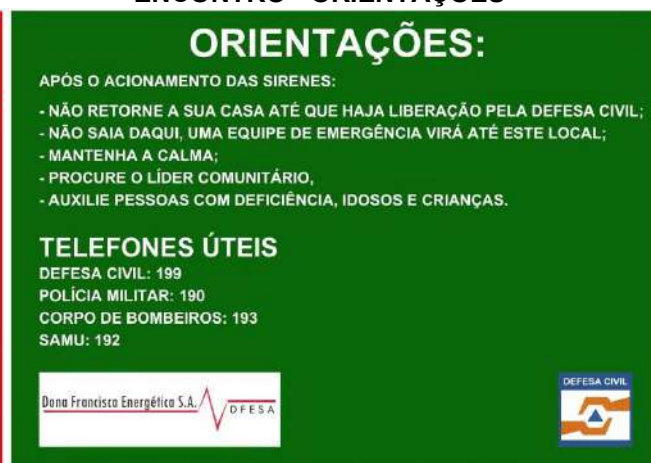 ENCONTRO - ORIENTAÇÕES
ORIENTAÇÕES:
APÓS O ACIONAMENTO DAS SIRENES:
- NÃO RETORNE A SUA CASA ATÉ QUE HAJA LIBERAÇÃO PELA DEFESA CIVIL;
- NÃO SAIA DAQUI, UMA EQUIPE DE EMERGÊNCIA VIRÁ ATÉ ESTE LOCAL;
- MANTENHA A CALMA;
- PROCURE O LÍDER COMUNITÁRIO,
- AUXILIE PESSOAS COM DEFICIÊNCIA, IDOSOS E CRIANÇAS.
TELEFONES ÚTEIS
DEFESA CIVIL: 199
POLÍCIA MILITAR: 190
CORPO DE BOMBEIROS: 193
SAMU: 192
Dona Francisca Energética S.A. DFESA
DEFESA CIVIL